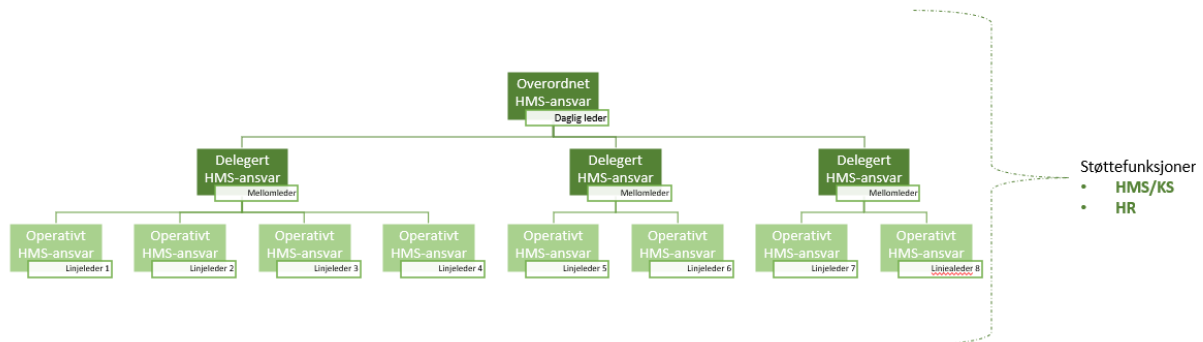 Overordnet
HMS-ansvar
Daglig leder
Delegert
HMS-ansvar
Mellomleder
Delegert
HMS-ansvar
Mellomleder
Delegert
HMS-ansvar
Mellomleder
Operativt
HMS-ansvar
Linjeleder 1
Operativt
HMS-ansvar
Linjeleder 2
Operativt
HMS-ansvar
Linjeleder 3
Operativt
HMS-ansvar
Linjeleder 4
Operativt
HMS-ansvar
Linjeleder 5
Operativt
HMS-ansvar
Linjeleder 6
Operativt
HMS-ansvar
Linjeleder 7
Operativt
HMS-ansvar
Linjealeder 8
Støttefunksjoner
• HMS/KS
• HR